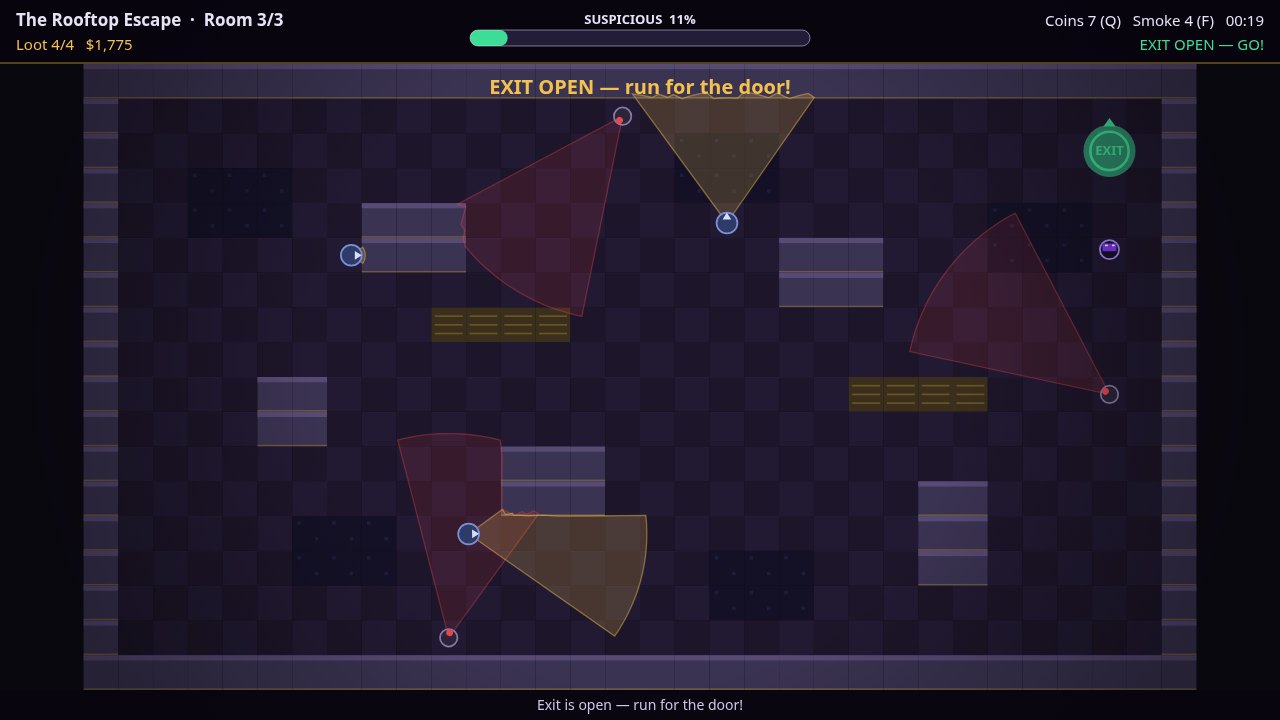 The Rooftop Escape · Room 3/3
Loot 4/4 $1,775
SUSPICIOUS 11%
Coins 7 (Q) Smoke 4 (F) 00:19
EXIT OPEN — GO!
EXIT OPEN — run for the door!
EXIT
Exit is open — run for the door!